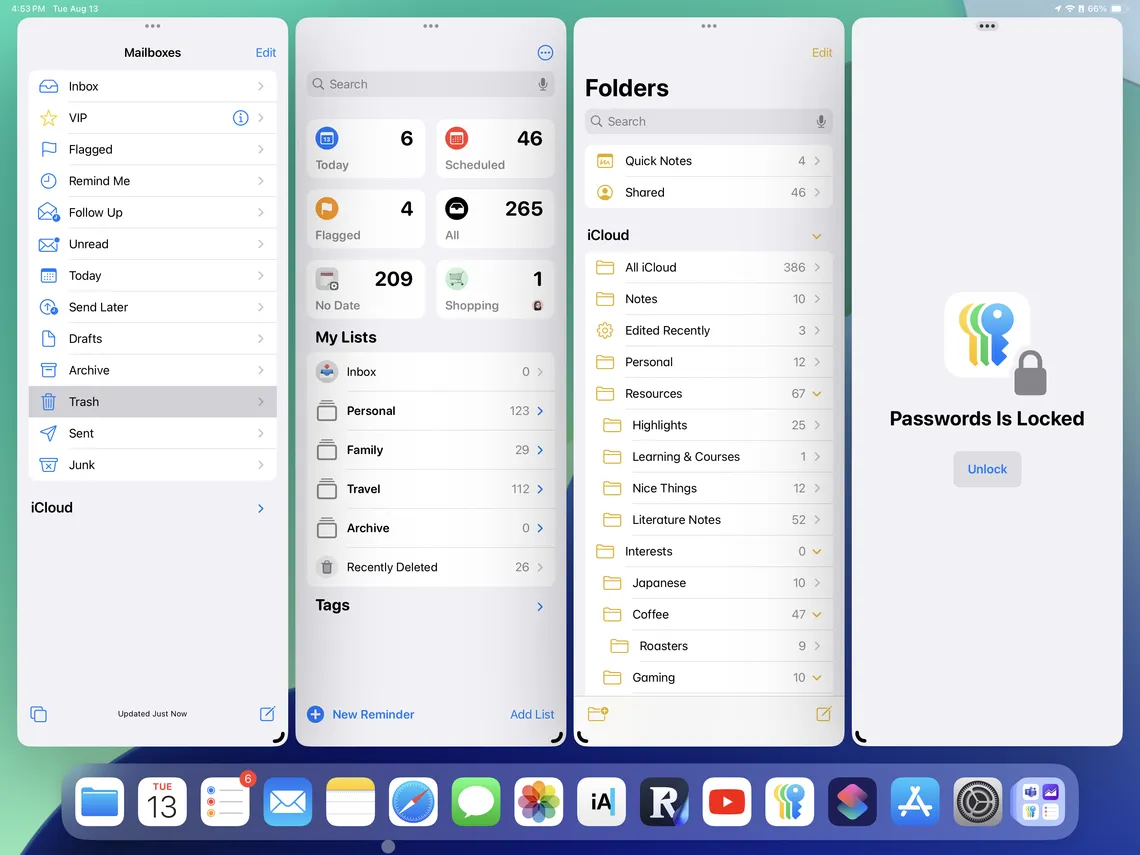 4:53 PM Tue Aug 13
66%
Mailboxes
Edit
Inbox
VIP
Flagged
Remind Me
Follow Up
Unread
Today
Send Later
Drafts
Archive
Trash
Sent
Junk
iCloud
Updated Just Now
Search
13
6
Today
46
Scheduled
4
Flagged
265
All
209
No Date
1
Shopping
My Lists
Inbox 0
Personal 123
Family 29
Travel 112
Archive 0
Recently Deleted 26
Tags
New Reminder
Add List
Edit
Folders
Search
Quick Notes 4
Shared 46
iCloud
All iCloud 386
Notes 10
Edited Recently 3
Personal 12
Resources 67
Highlights 25
Learning & Courses 1
Nice Things 12
Literature Notes 52
Interests 0
Japanese 10
Coffee 47
Roasters 9
Gaming 10
Passwords Is Locked
Unlock
TUE
13
6
iA
R